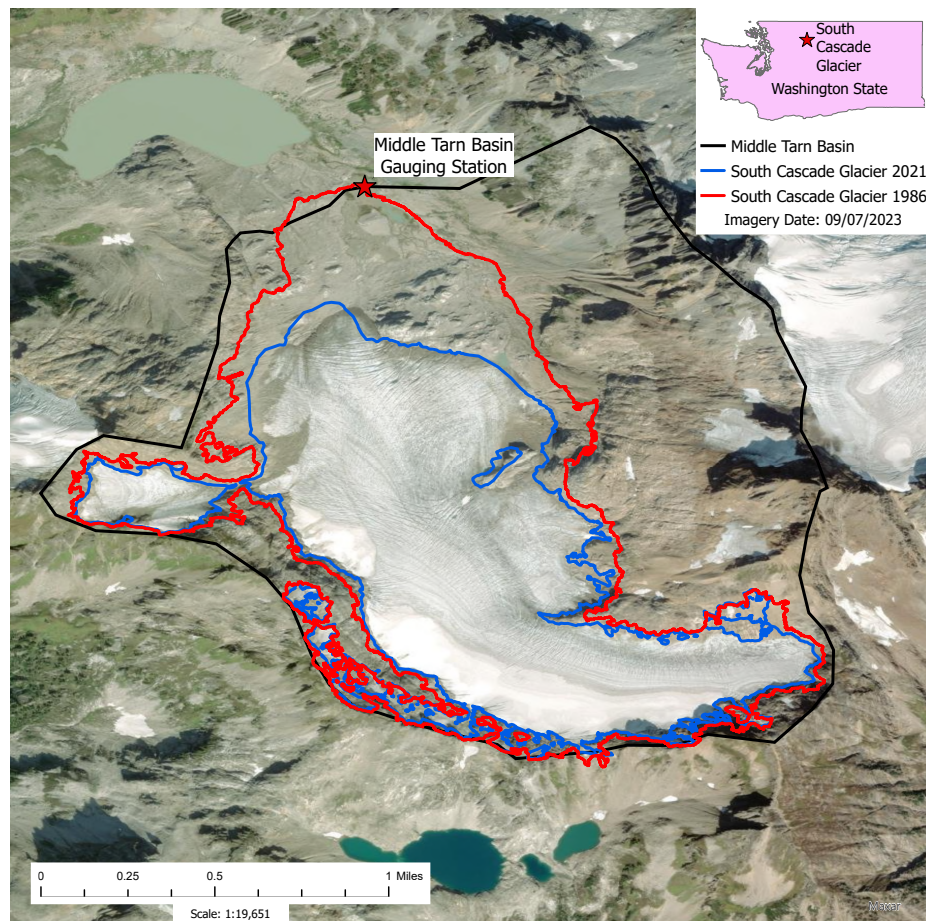 South
Cascade
Glacier
Washington State
Middle Tarn Basin
South Cascade Glacier 2021
South Cascade Glacier 1986
Imagery Date: 09/07/2023
Middle Tarn Basin
Gauging Station
0 0.25 0.5 1 Miles
Scale: 1:19,651
Maxar